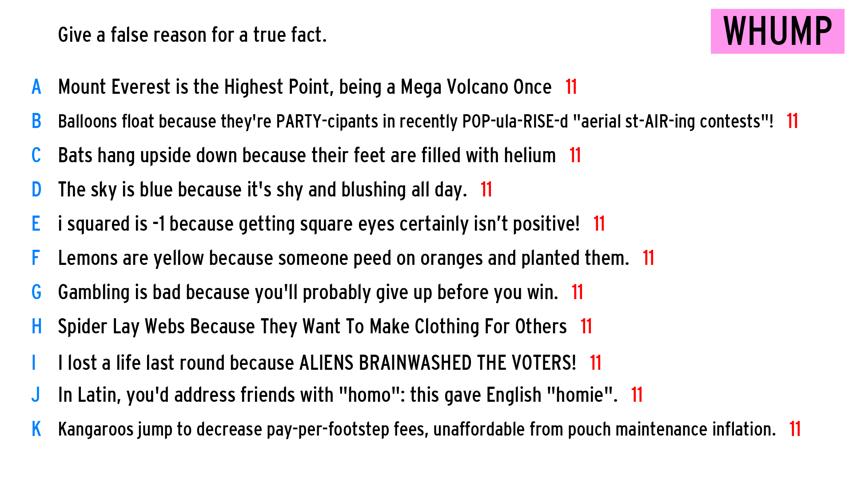 Give a false reason for a true fact.
WHUMP
A Mount Everest is the Highest Point, being a Mega Volcano Once 11
B Balloons float because they're PARTY-cipants in recently POP-ula-RISE-d "aerial st-AIR-ing contests"! 11
C Bats hang upside down because their feet are filled with helium 11
D The sky is blue because it's shy and blushing all day. 11
E i squared is -1 because getting square eyes certainly isn’t positive! 11
F Lemons are yellow because someone peed on oranges and planted them. 11
G Gambling is bad because you'll probably give up before you win. 11
H Spider Lay Webs Because They Want To Make Clothing For Others 11
I I lost a life last round because ALIENS BRAINWASHED THE VOTERS! 11
J In Latin, you'd address friends with "homo": this gave English "homie". 11
K Kangaroos jump to decrease pay-per-footstep fees, unaffordable from pouch maintenance inflation. 11